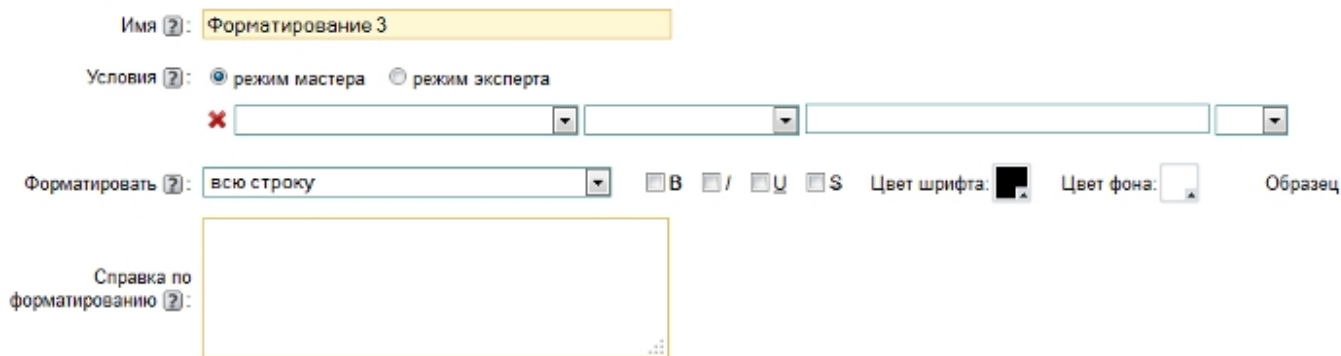 Имя [?]: Форматирование 3
Условия [?]: режим мастера режим эксперта
Форматировать [?]: всю строку B I U S Цвет шрифта: Цвет фона: Образец
Справка по
форматированию [?]: